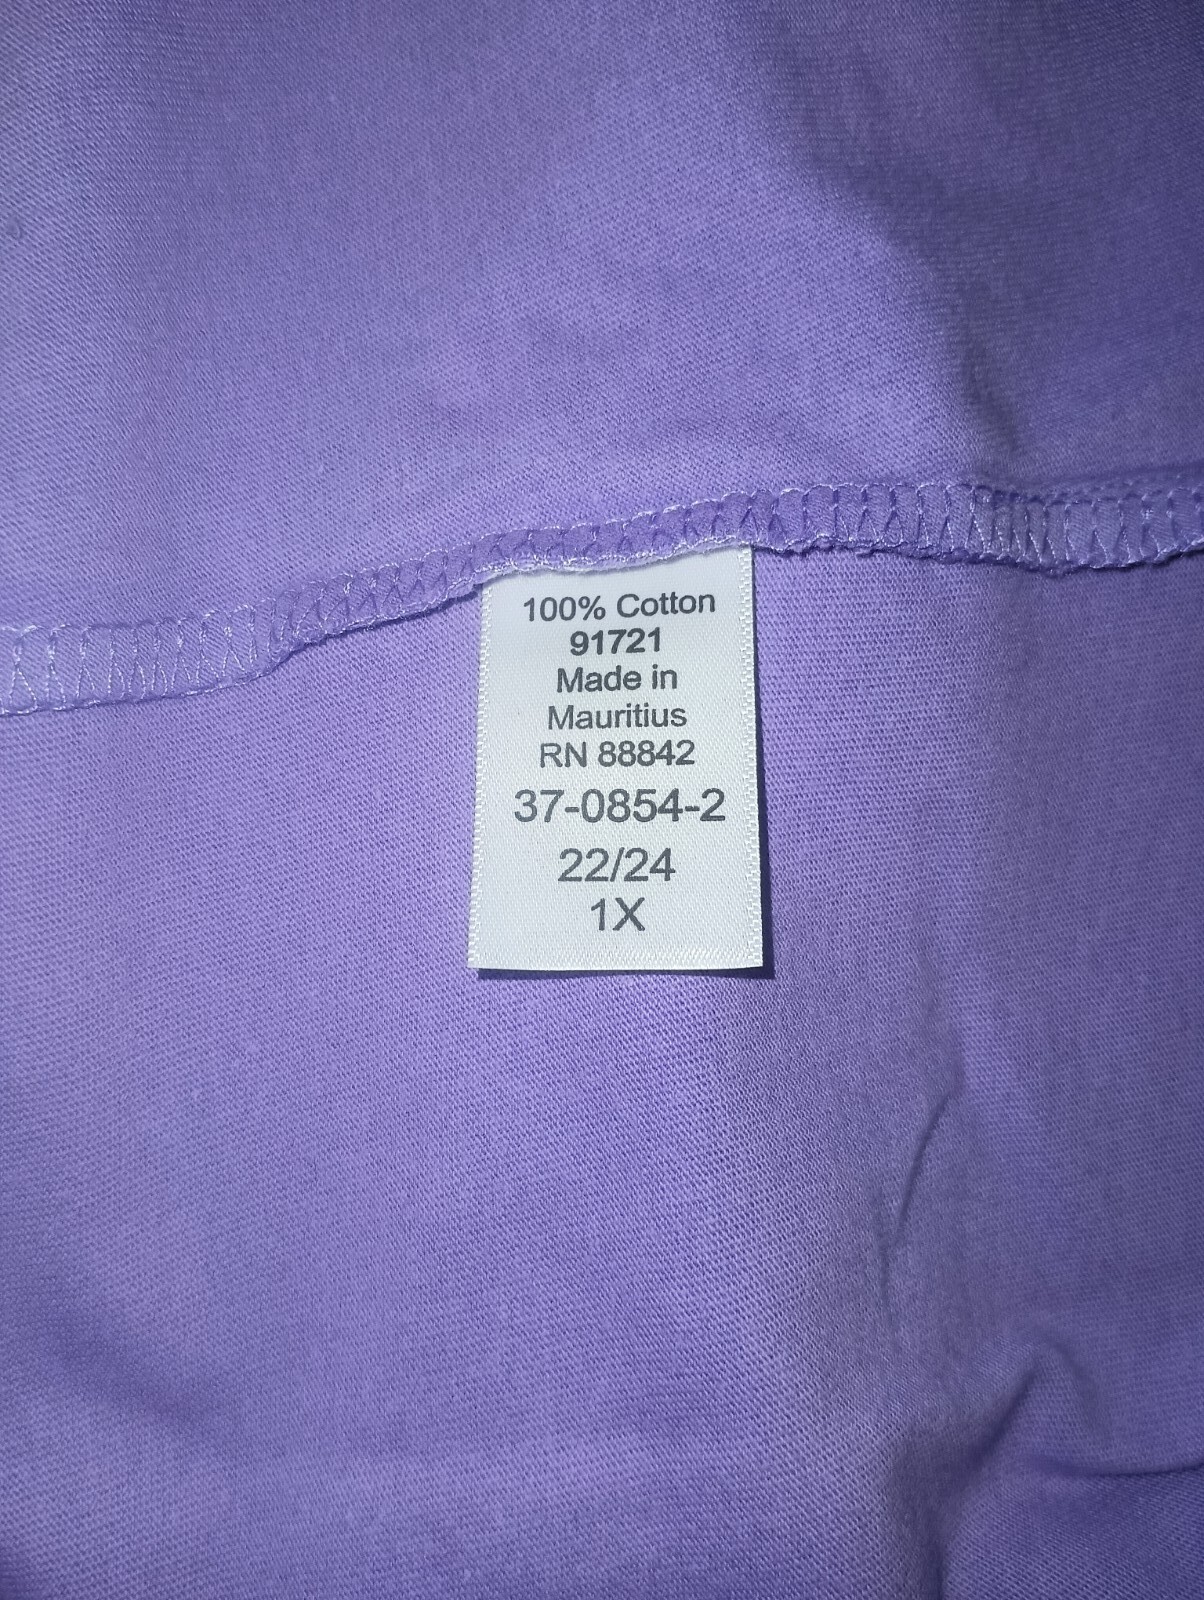 100% Cotton
91721
Made in
Mauritius
RN 88842
37-0854-2
22/24
1X